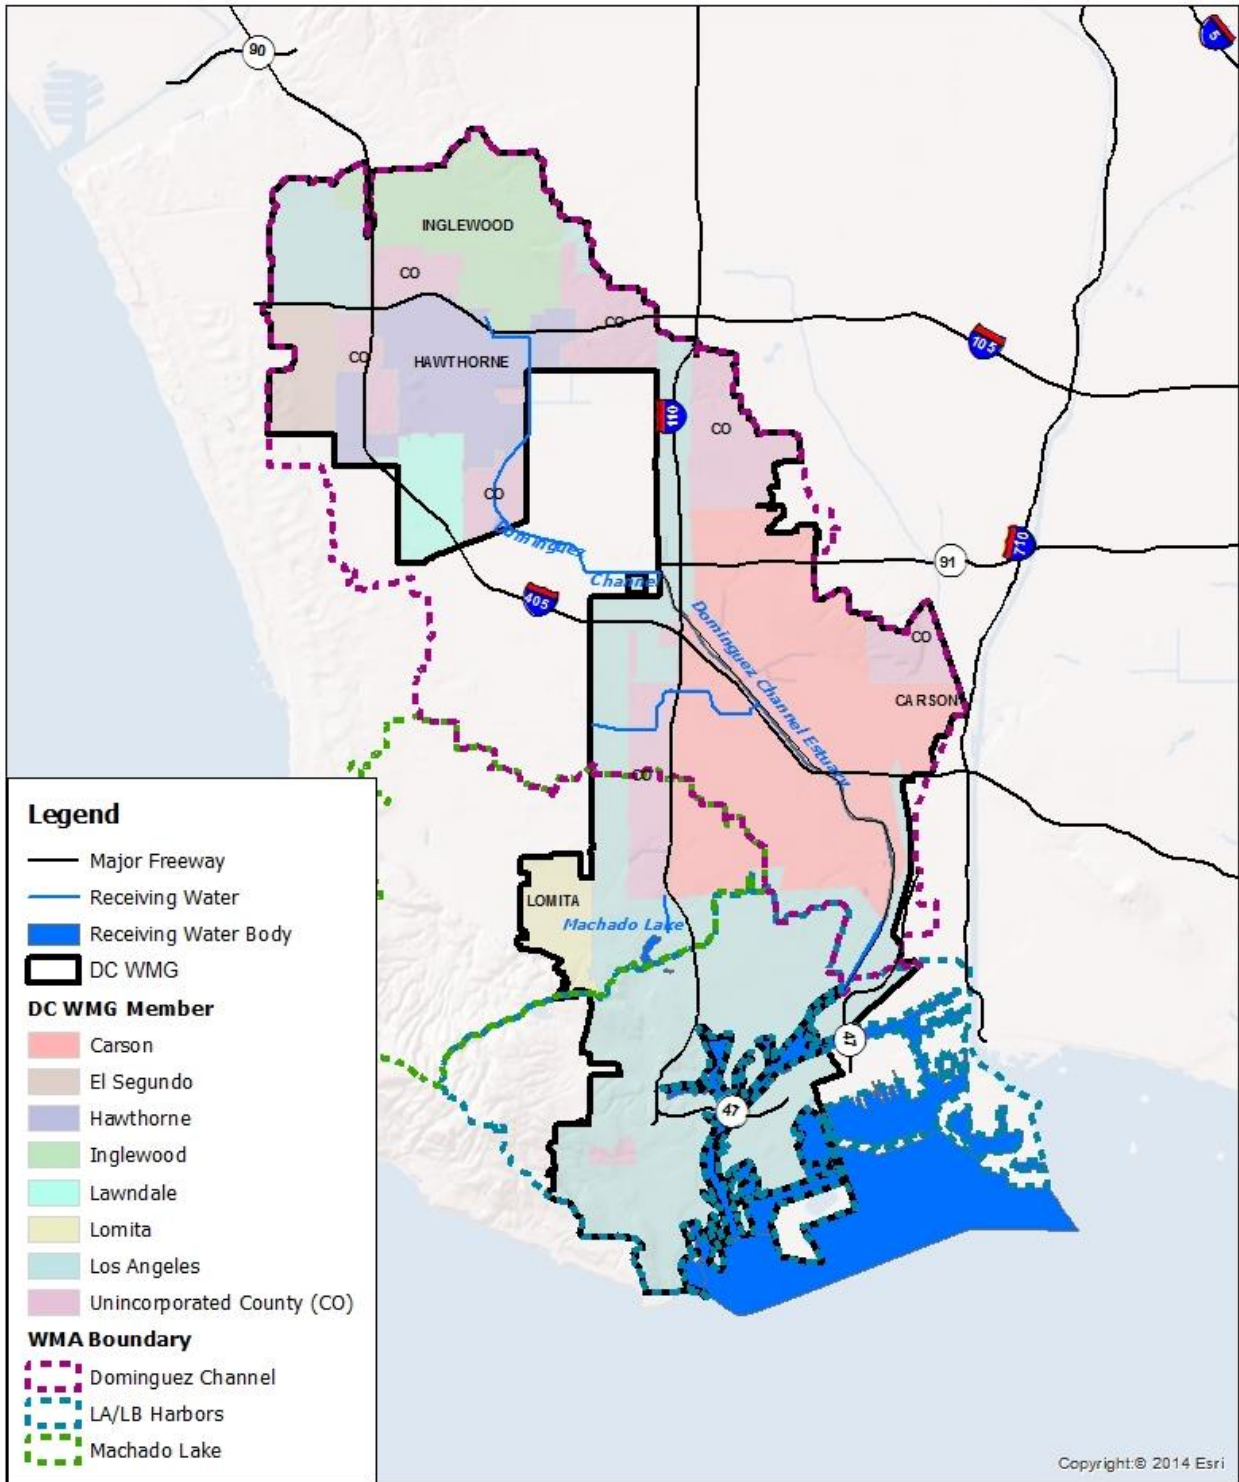 90
5
INGLEWOOD
CO
CO
105
CO
HAWTHORNE
110
CO
CO
Dominguez
Channel
91
710
405
Dominguez Channel Estuary
CO
CARSON
CO
LOMITA
Machado Lake
47
47
Legend
Major Freeway
Receiving Water
Receiving Water Body
DC WMG
DC WMG Member
Carson
El Segundo
Hawthorne
Inglewood
Lawndale
Lomita
Los Angeles
Unincorporated County (CO)
WMA Boundary
Dominguez Channel
LA/LB Harbors
Machado Lake
Copyright:© 2014 Esri